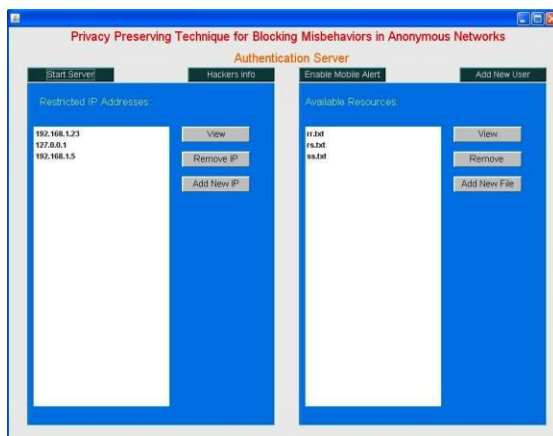 Privacy Preserving Technique for Blocking Misbehaviors in Anonymous Networks
Authentication Server
Start Server
Hackers Info
Enable Mobile Alert
Add New User
Restricted IP Addresses:
192.168.1.23
127.0.0.1
192.168.1.5
View
Remove IP
Add New IP
Available Resources:
rr.txt
rs.txt
ss.txt
View
Remove
Add New File